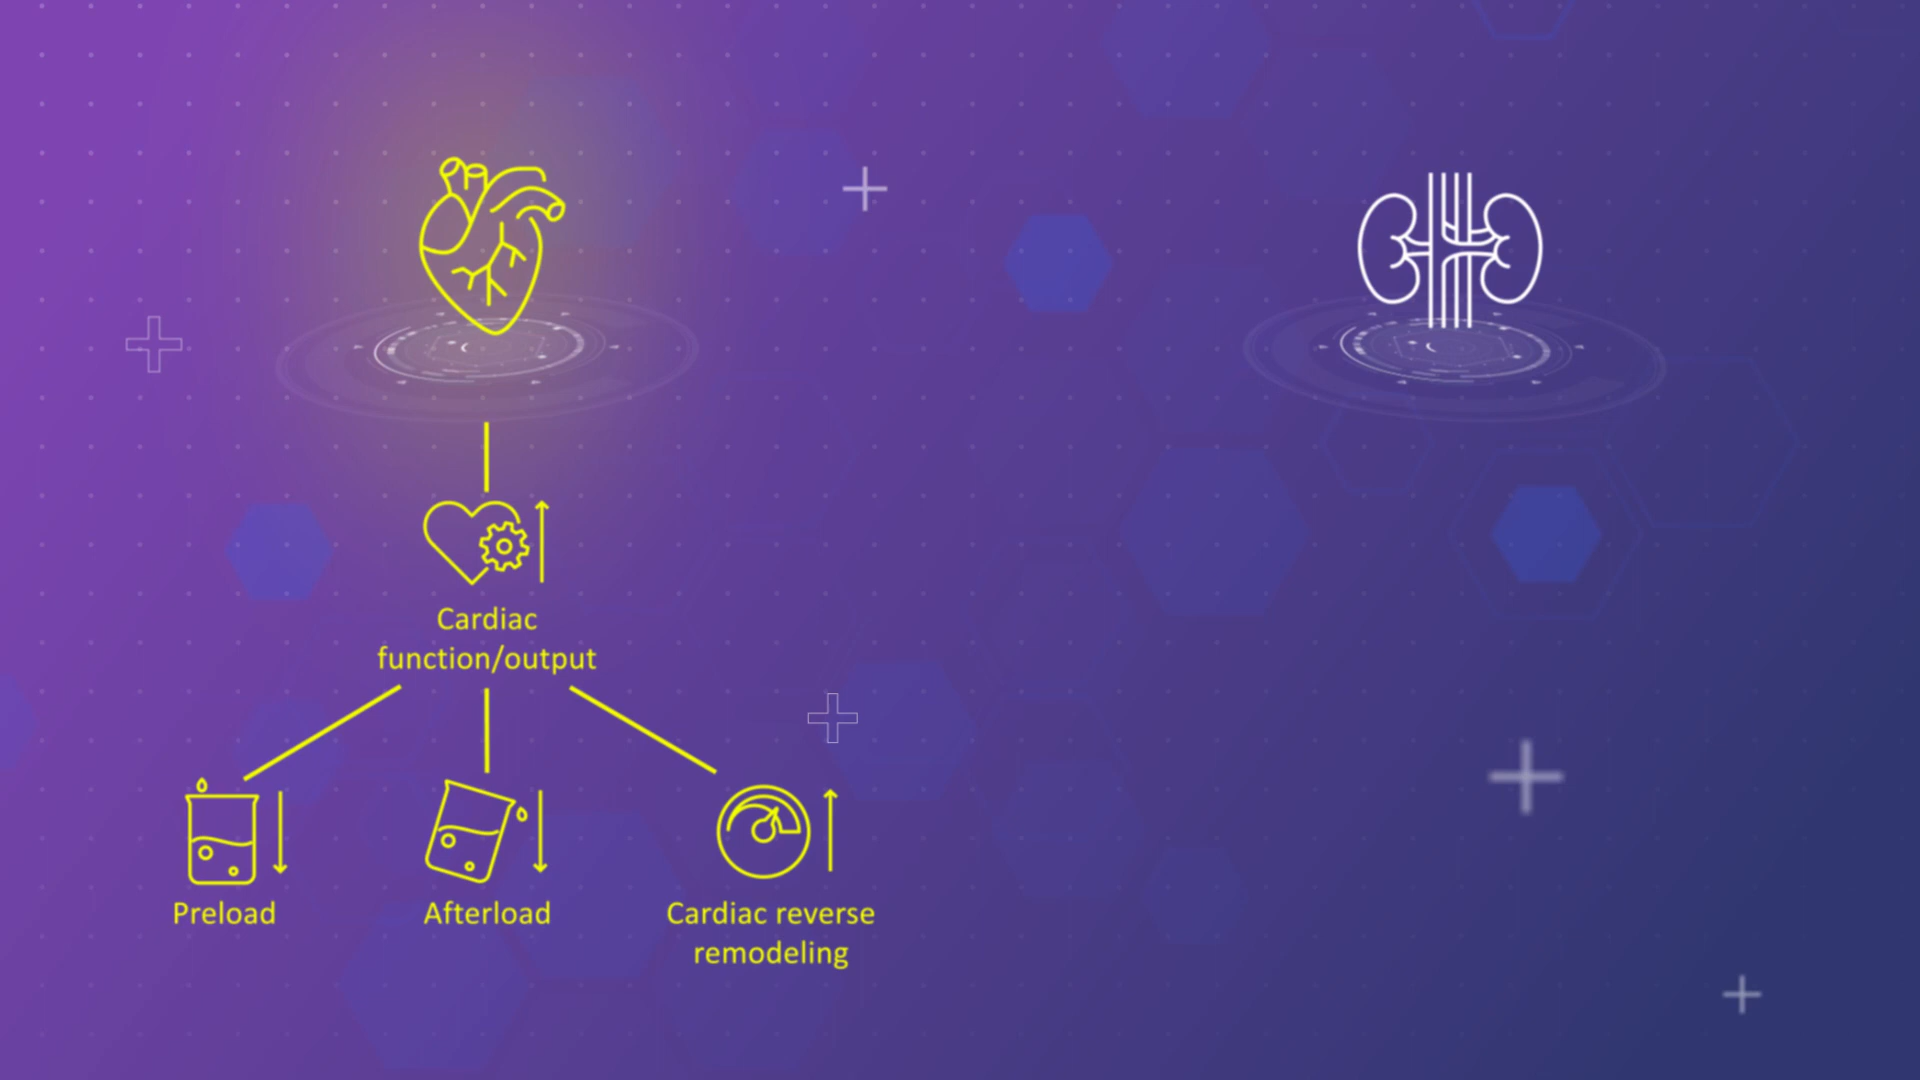 Cardiac
function/output
Preload
Afterload
Cardiac reverse
remodeling